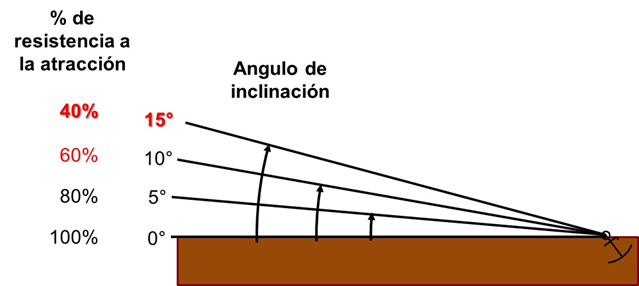 % de
resistencia a
la atracción
Angulo de
inclinación
40% 15°
60% 10°
80% 5°
100% 0°